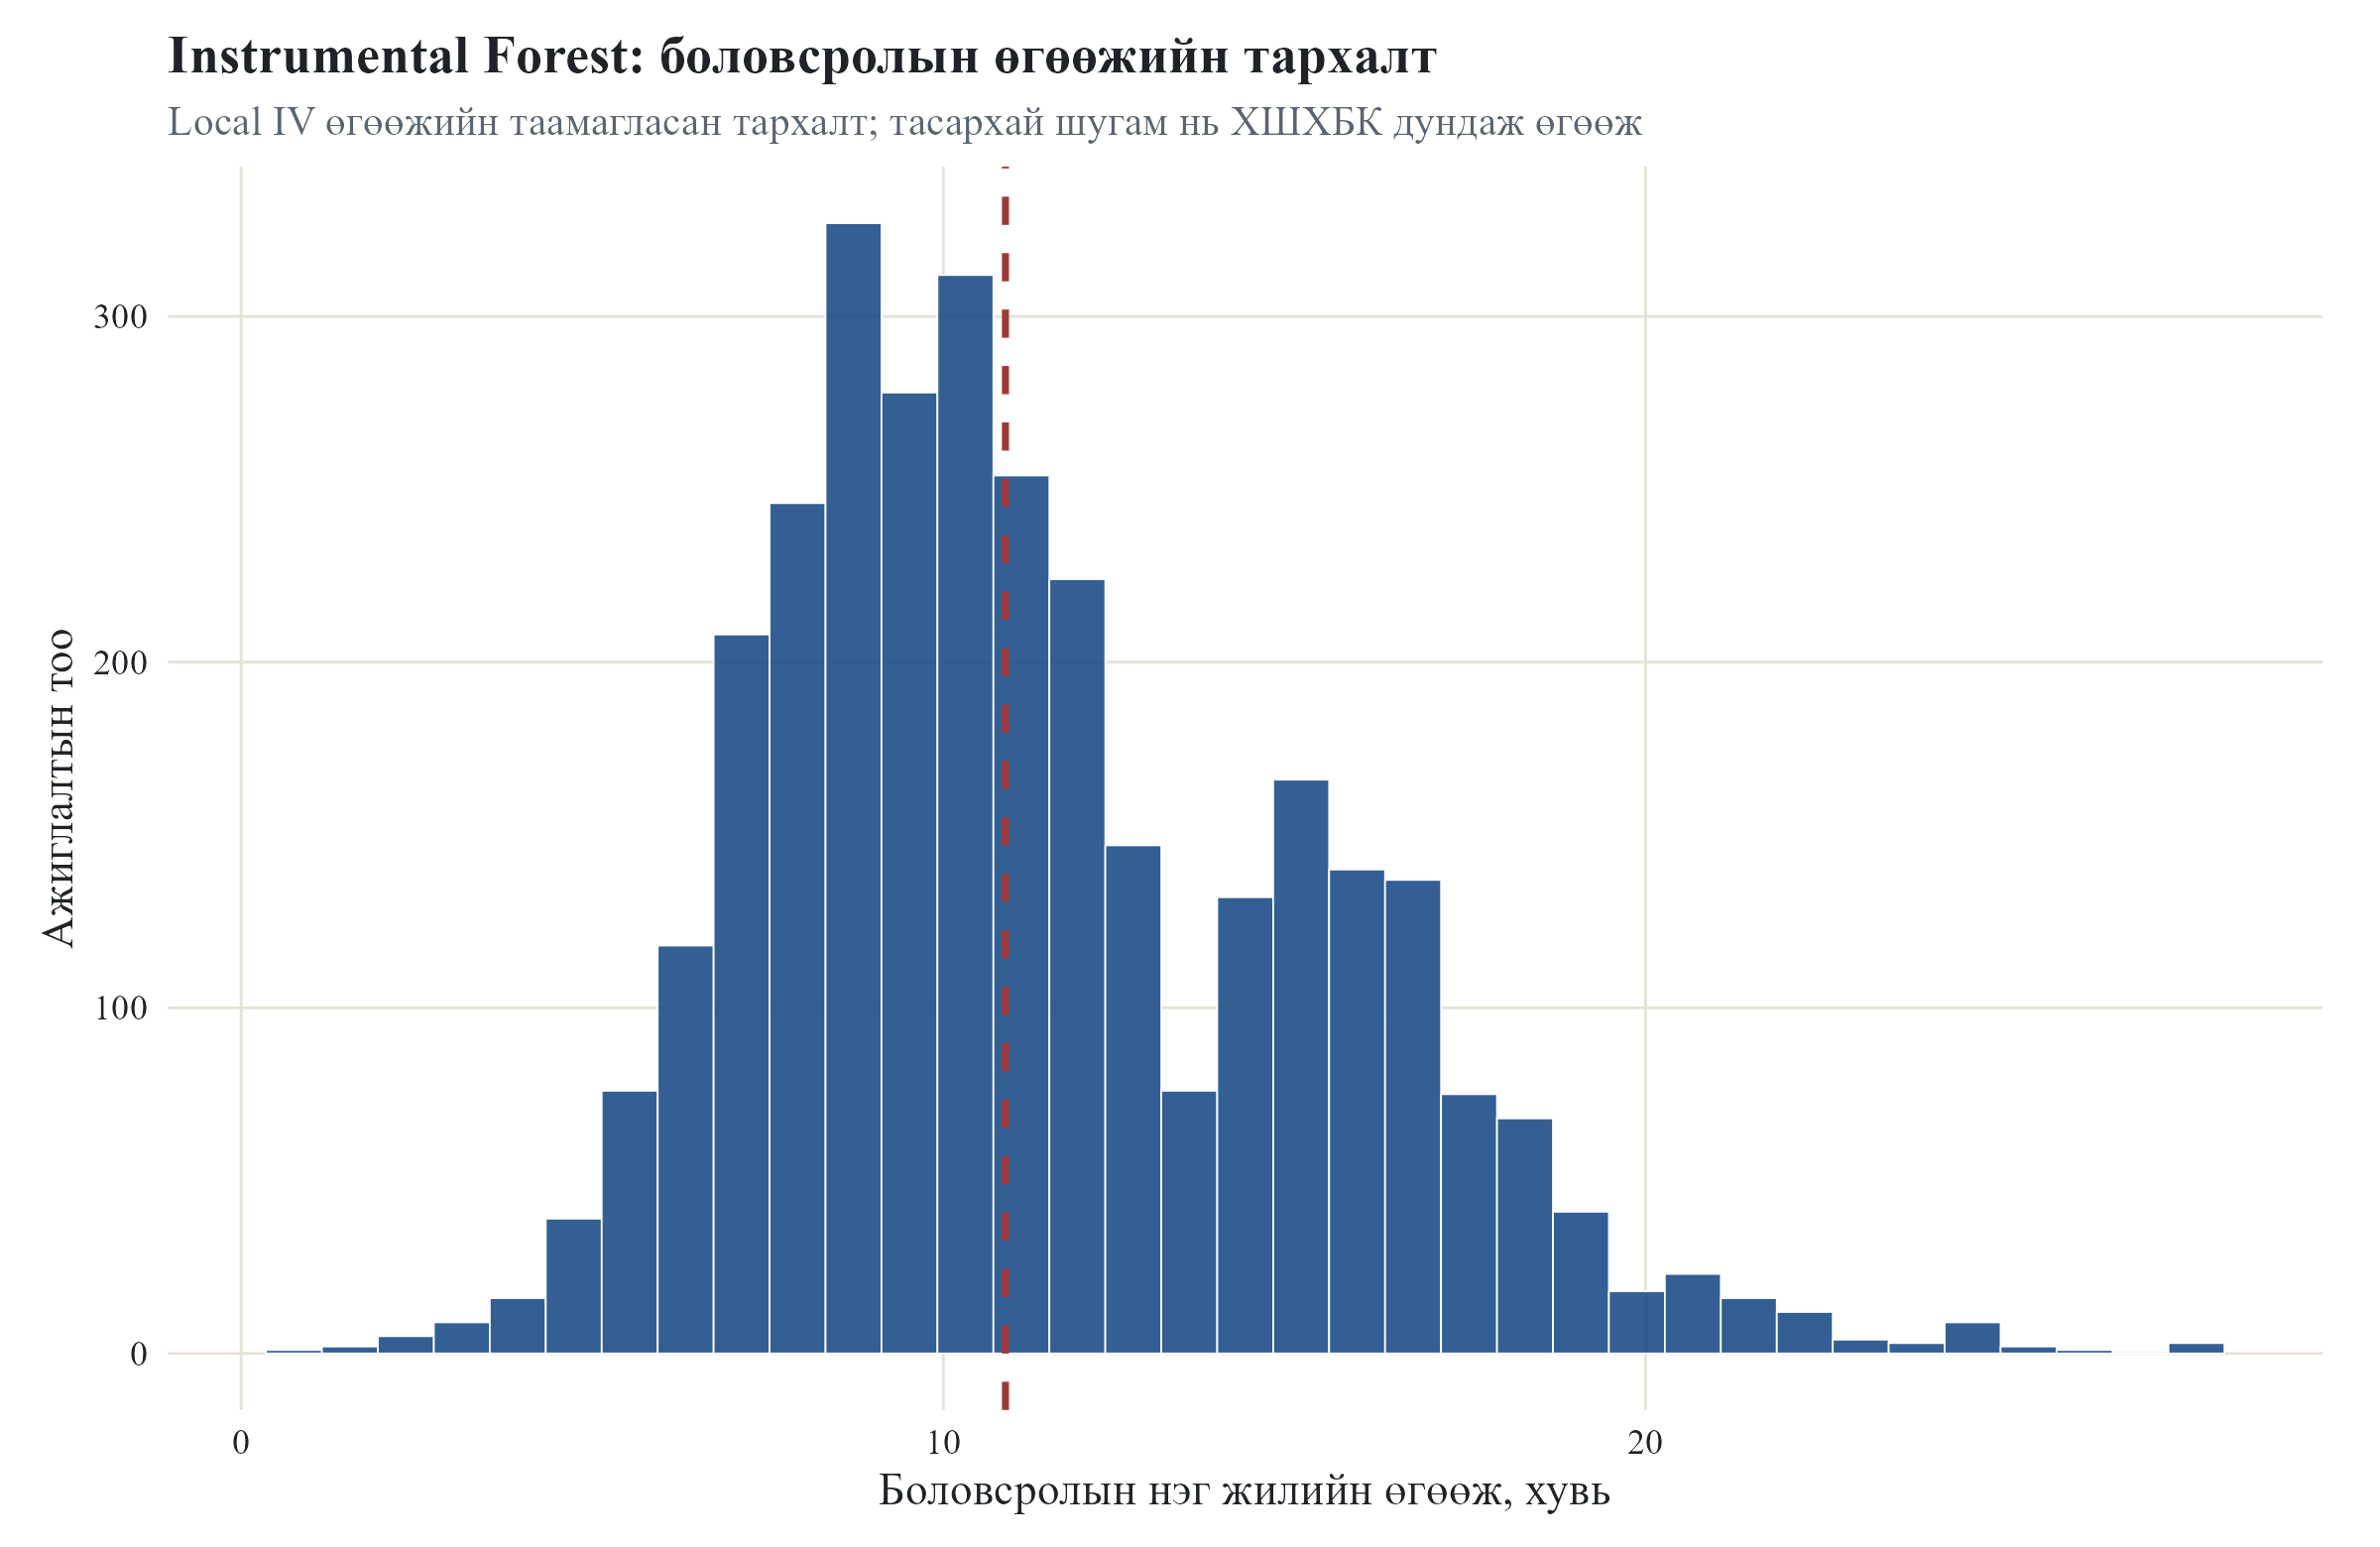 Instrumental Forest: боловсролын өгөөжийн тархалт
Local IV өгөөжийн таамагласан тархалт; тасархай шугам нь ХШХБК дундаж өгөөж
Ажиглалтын тоо
300
200
100
0
0
10
20
Боловсролын нэг жилийн өгөөж, хувь